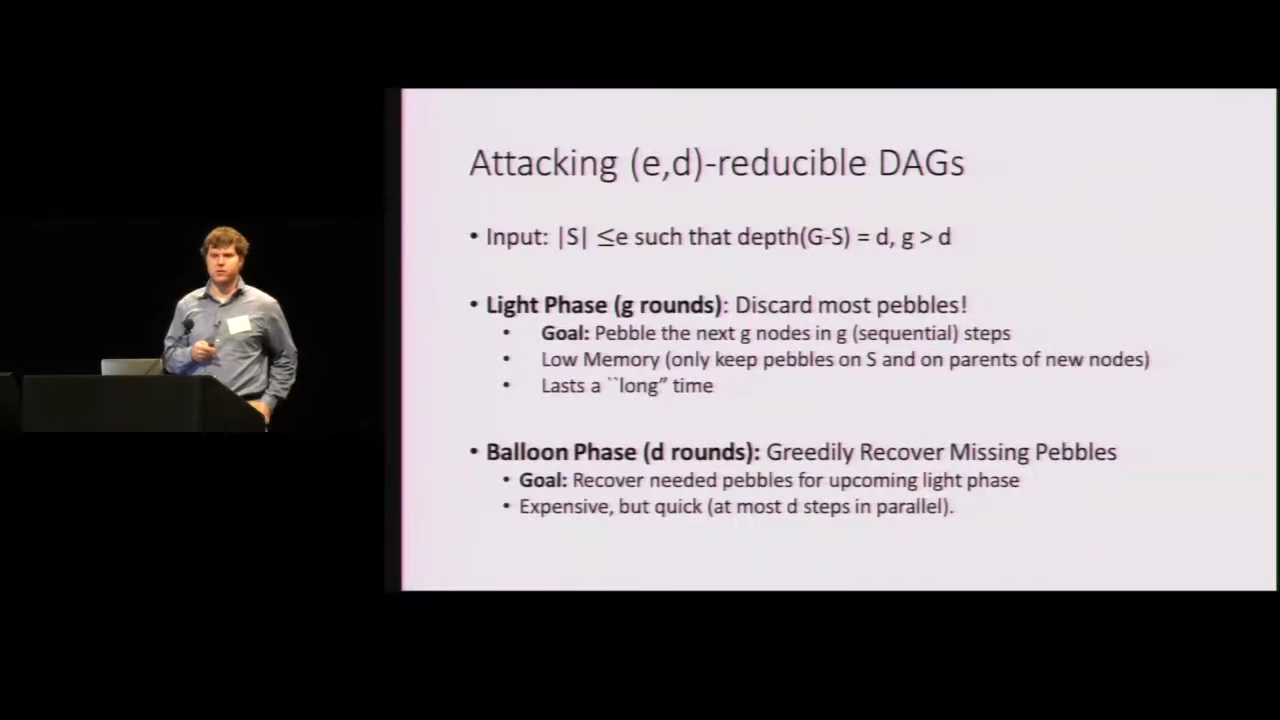 Attacking (e,d)-reducible DAGs
• Input: |S| ≤e such that depth(G-S) = d, g > d
• Light Phase (g rounds): Discard most pebbles!
• Goal: Pebble the next g nodes in g (sequential) steps
• Low Memory (only keep pebbles on S and on parents of new nodes)
• Lasts a ``long” time
• Balloon Phase (d rounds): Greedily Recover Missing Pebbles
• Goal: Recover needed pebbles for upcoming light phase
• Expensive, but quick (at most d steps in parallel).